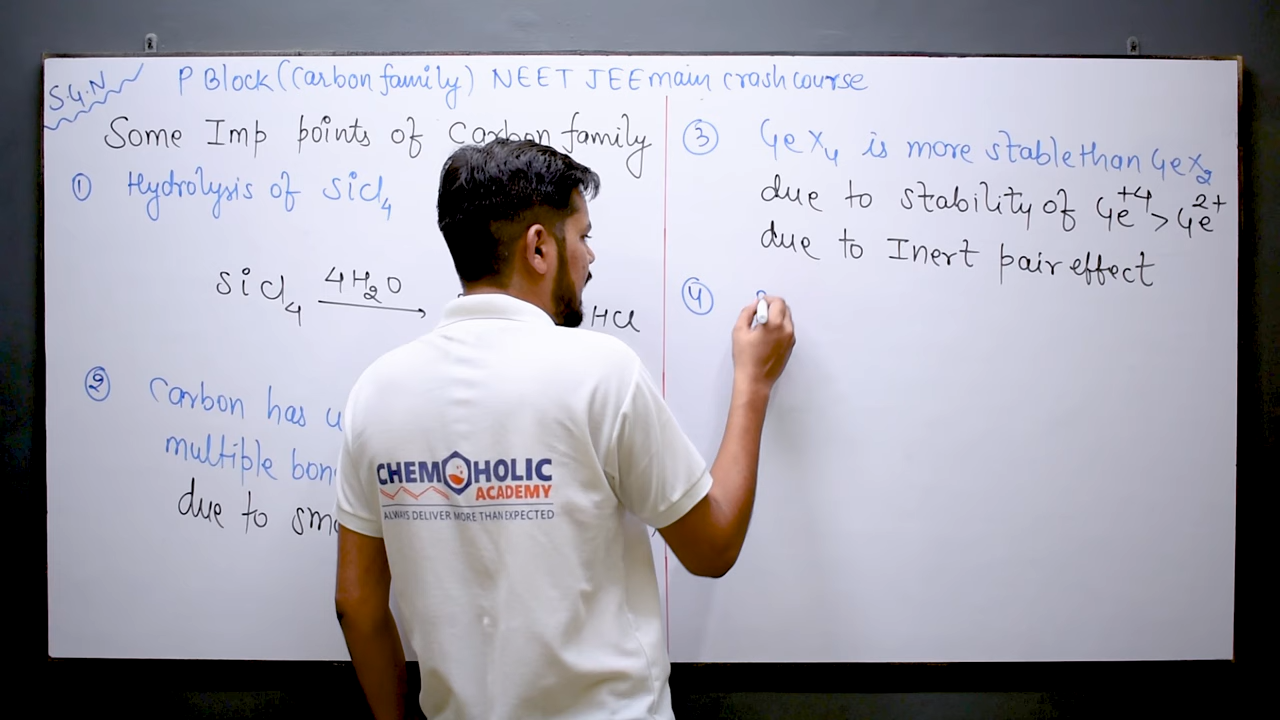 S.G.N
P Block (Carbon family) NEET JEE main crash course
Some Imp points of Carbon family
① Hydrolysis of SiCl₄
SiCl₄ 4H₂O → HCl
② Carbon has u
multiple bon
due to sma
③ GeX₄ is more stable than GeX₂
due to stability of Ge⁺⁴ > Ge²⁺
due to Inert pair effect
④
CHEMOHOLIC
ACADEMY
ALWAYS DELIVER MORE THAN EXPECTED